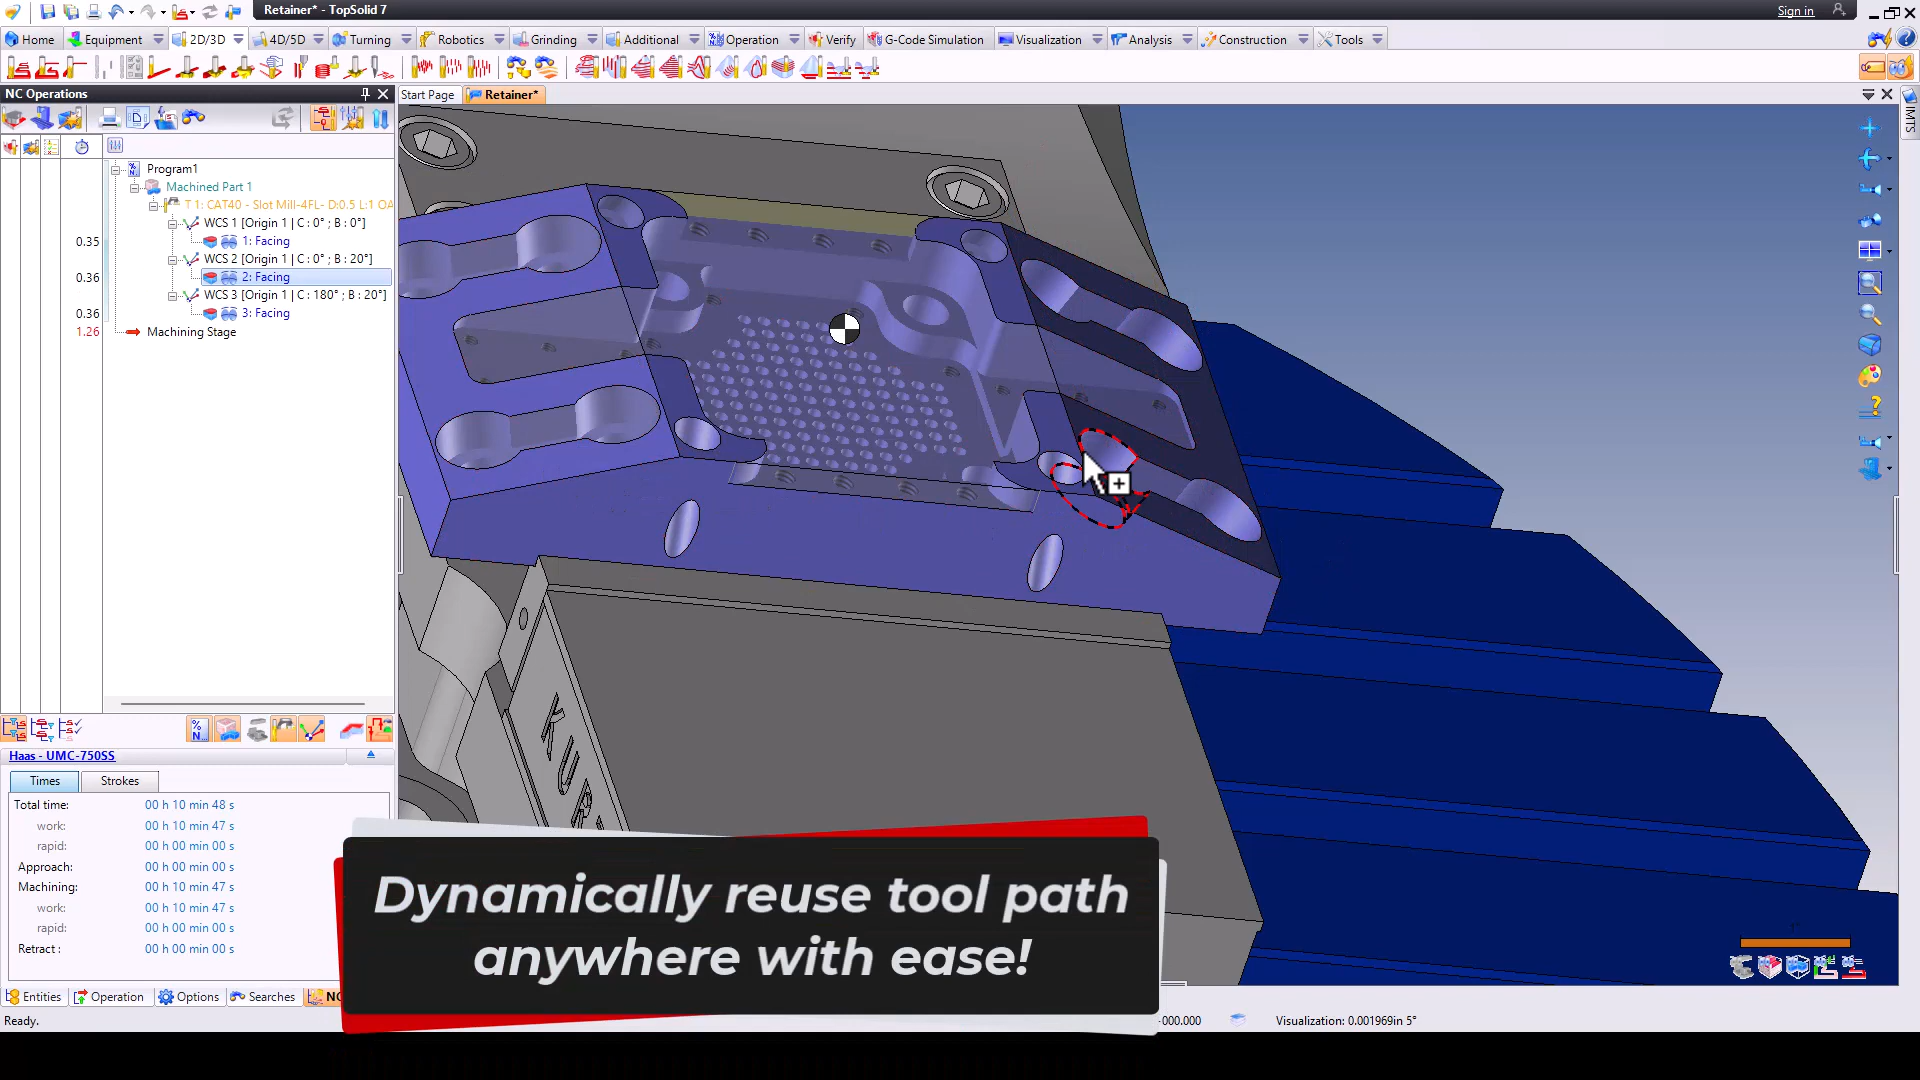 Retainer* - TopSolid 7
Sign in
Home
Equipment
2D/3D
4D/5D
Turning
Robotics
Grinding
Additional
Operation
Verify
G-Code Simulation
Visualization
Analysis
Construction
Tools
NC Operations
Start Page
Retainer*
IMTS
Program1
Machined Part 1
T 1: CAT40 - Slot Mill-4FL- D:0.5 L:1 OA
WCS 1 [Origin 1 | C : 0° ; B : 0°]
0.35
1: Facing
WCS 2 [Origin 1 | C : 0° ; B : 20°]
0.36
2: Facing
WCS 3 [Origin 1 | C : 180° ; B : 20°]
0.36
3: Facing
1.26
Machining Stage
Haas - UMC-750SS
Times
Strokes
Total time: 00 h 10 min 48 s
work: 00 h 10 min 47 s
rapid: 00 h 00 min 00 s
Approach: 00 h 00 min 00 s
Machining: 00 h 10 min 47 s
work: 00 h 10 min 47 s
rapid: 00 h 00 min 00 s
Retract : 00 h 00 min 00 s
Dynamically reuse tool path
anywhere with ease!
Entities
Operation
Options
Searches
NC
Ready.
000.000
Visualization: 0.001969in 5°